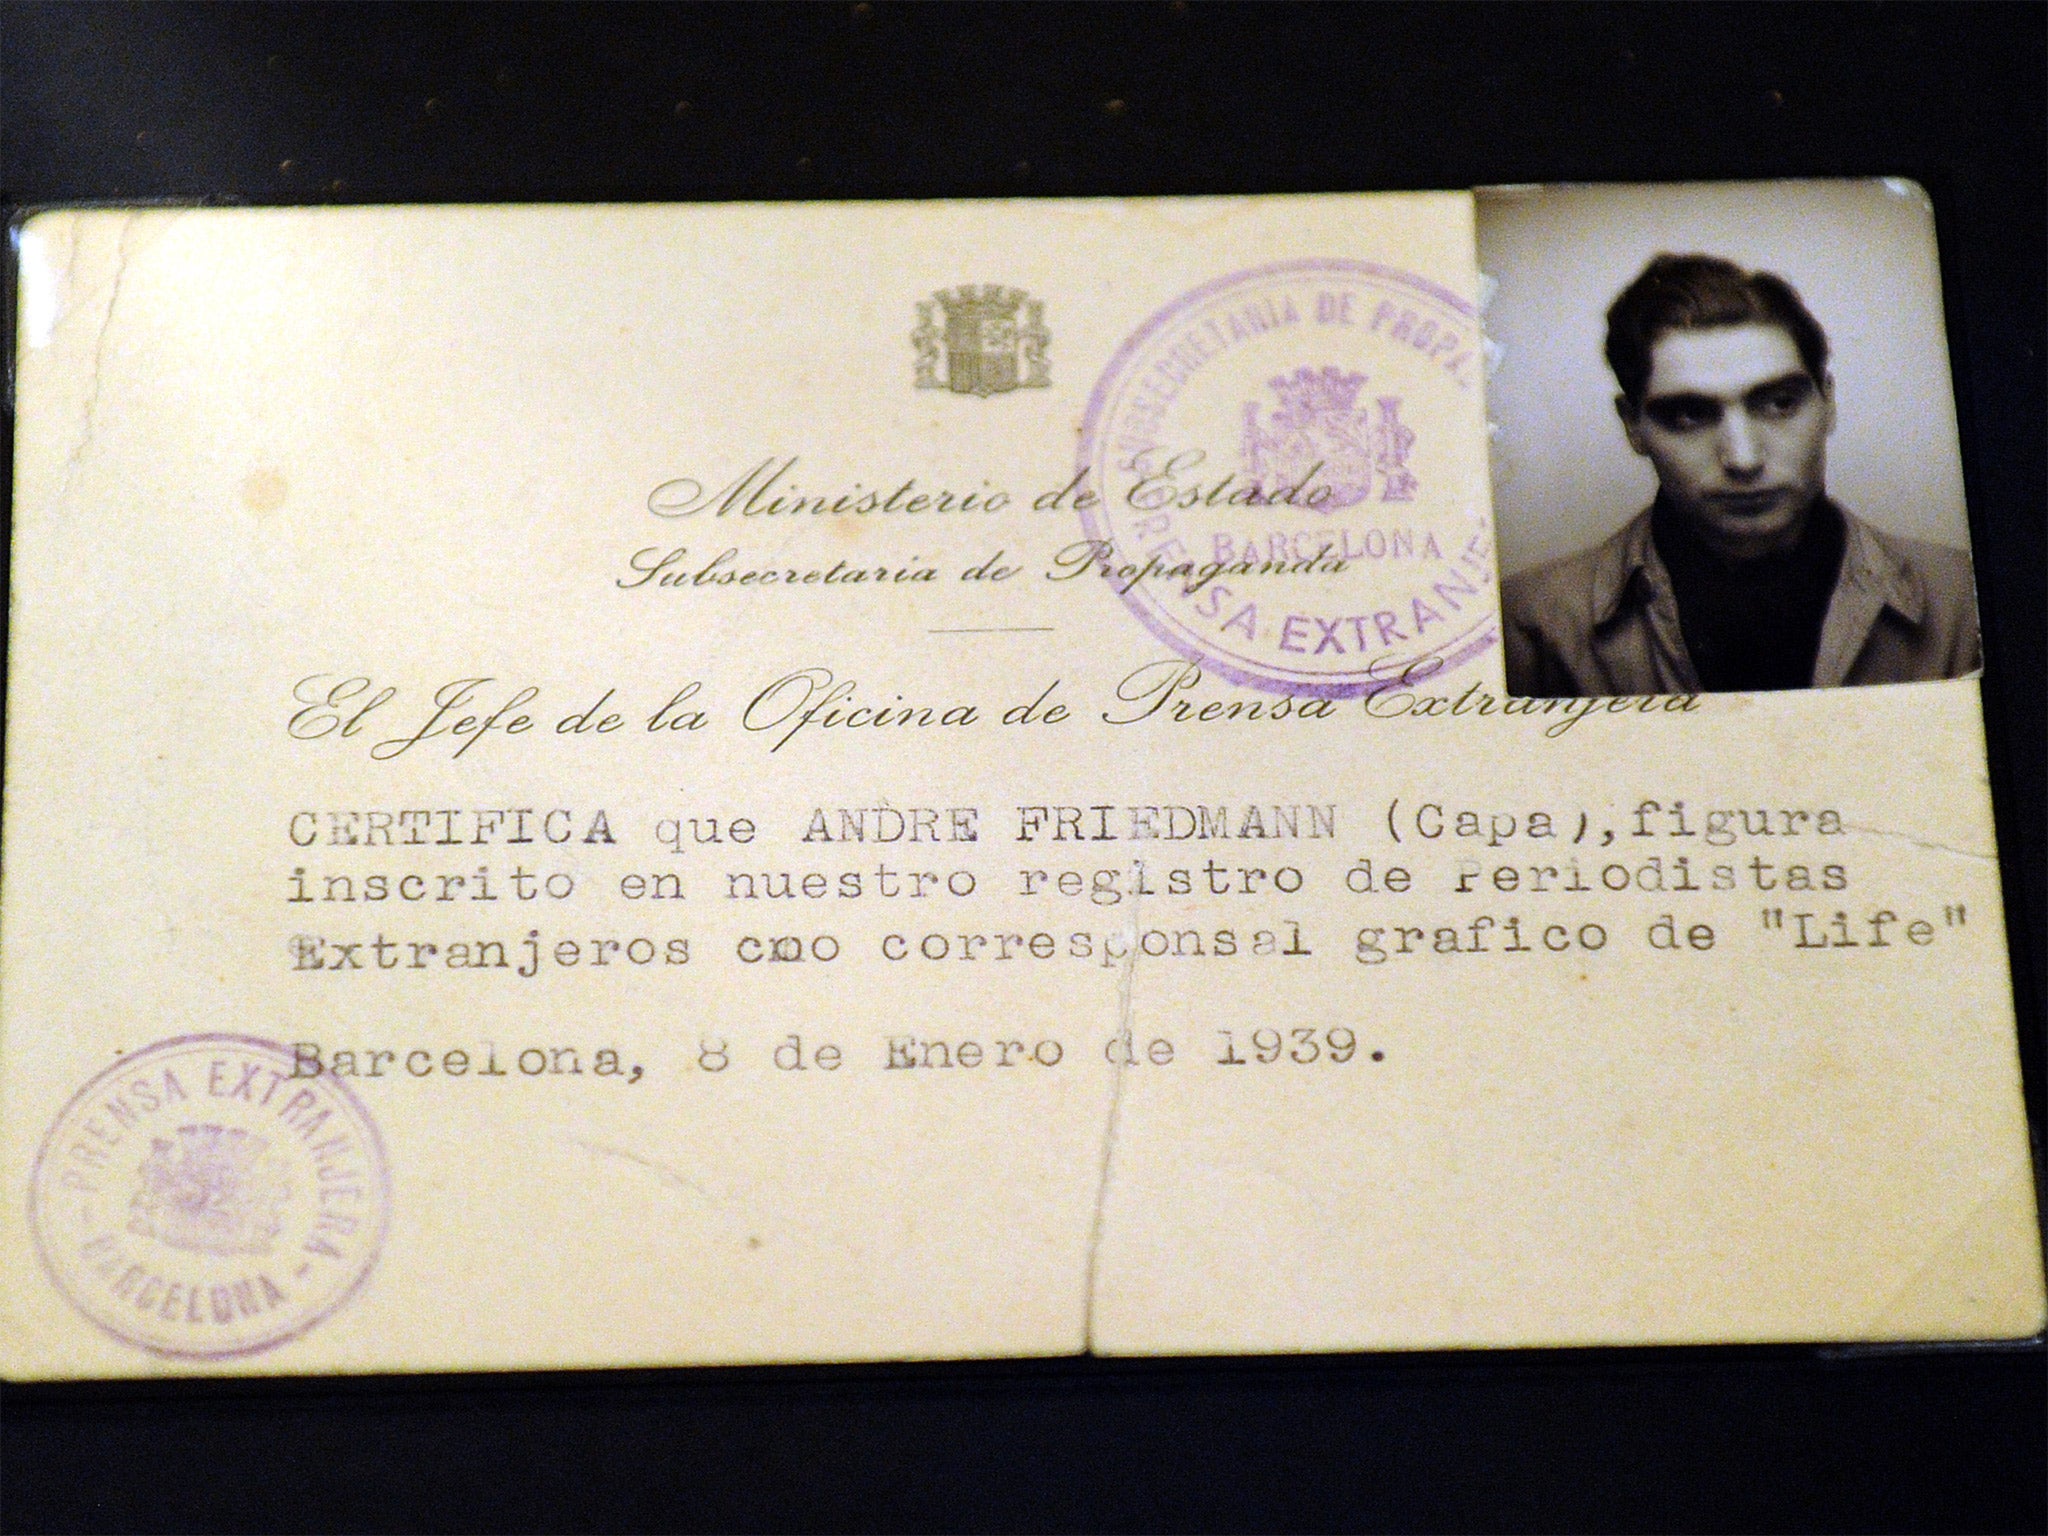 Ministerio de Estado
Subsecretaria de Propaganda
SUBSECRETARIA DE PROPA
BARCELONA
PRENSA EXTRANJE
El Jefe de la Oficina de Prensa Extranjera
CERTIFICA que ANDRE FRIEDMANN (Capa),figura
inscrito en nuestro registro de Periodistas
Extranjeros cmo corresponsal grafico de "Life"
Barcelona, 8 de Enero de 1939.
- PRENSA EXTRANJERA -
BARCELONA